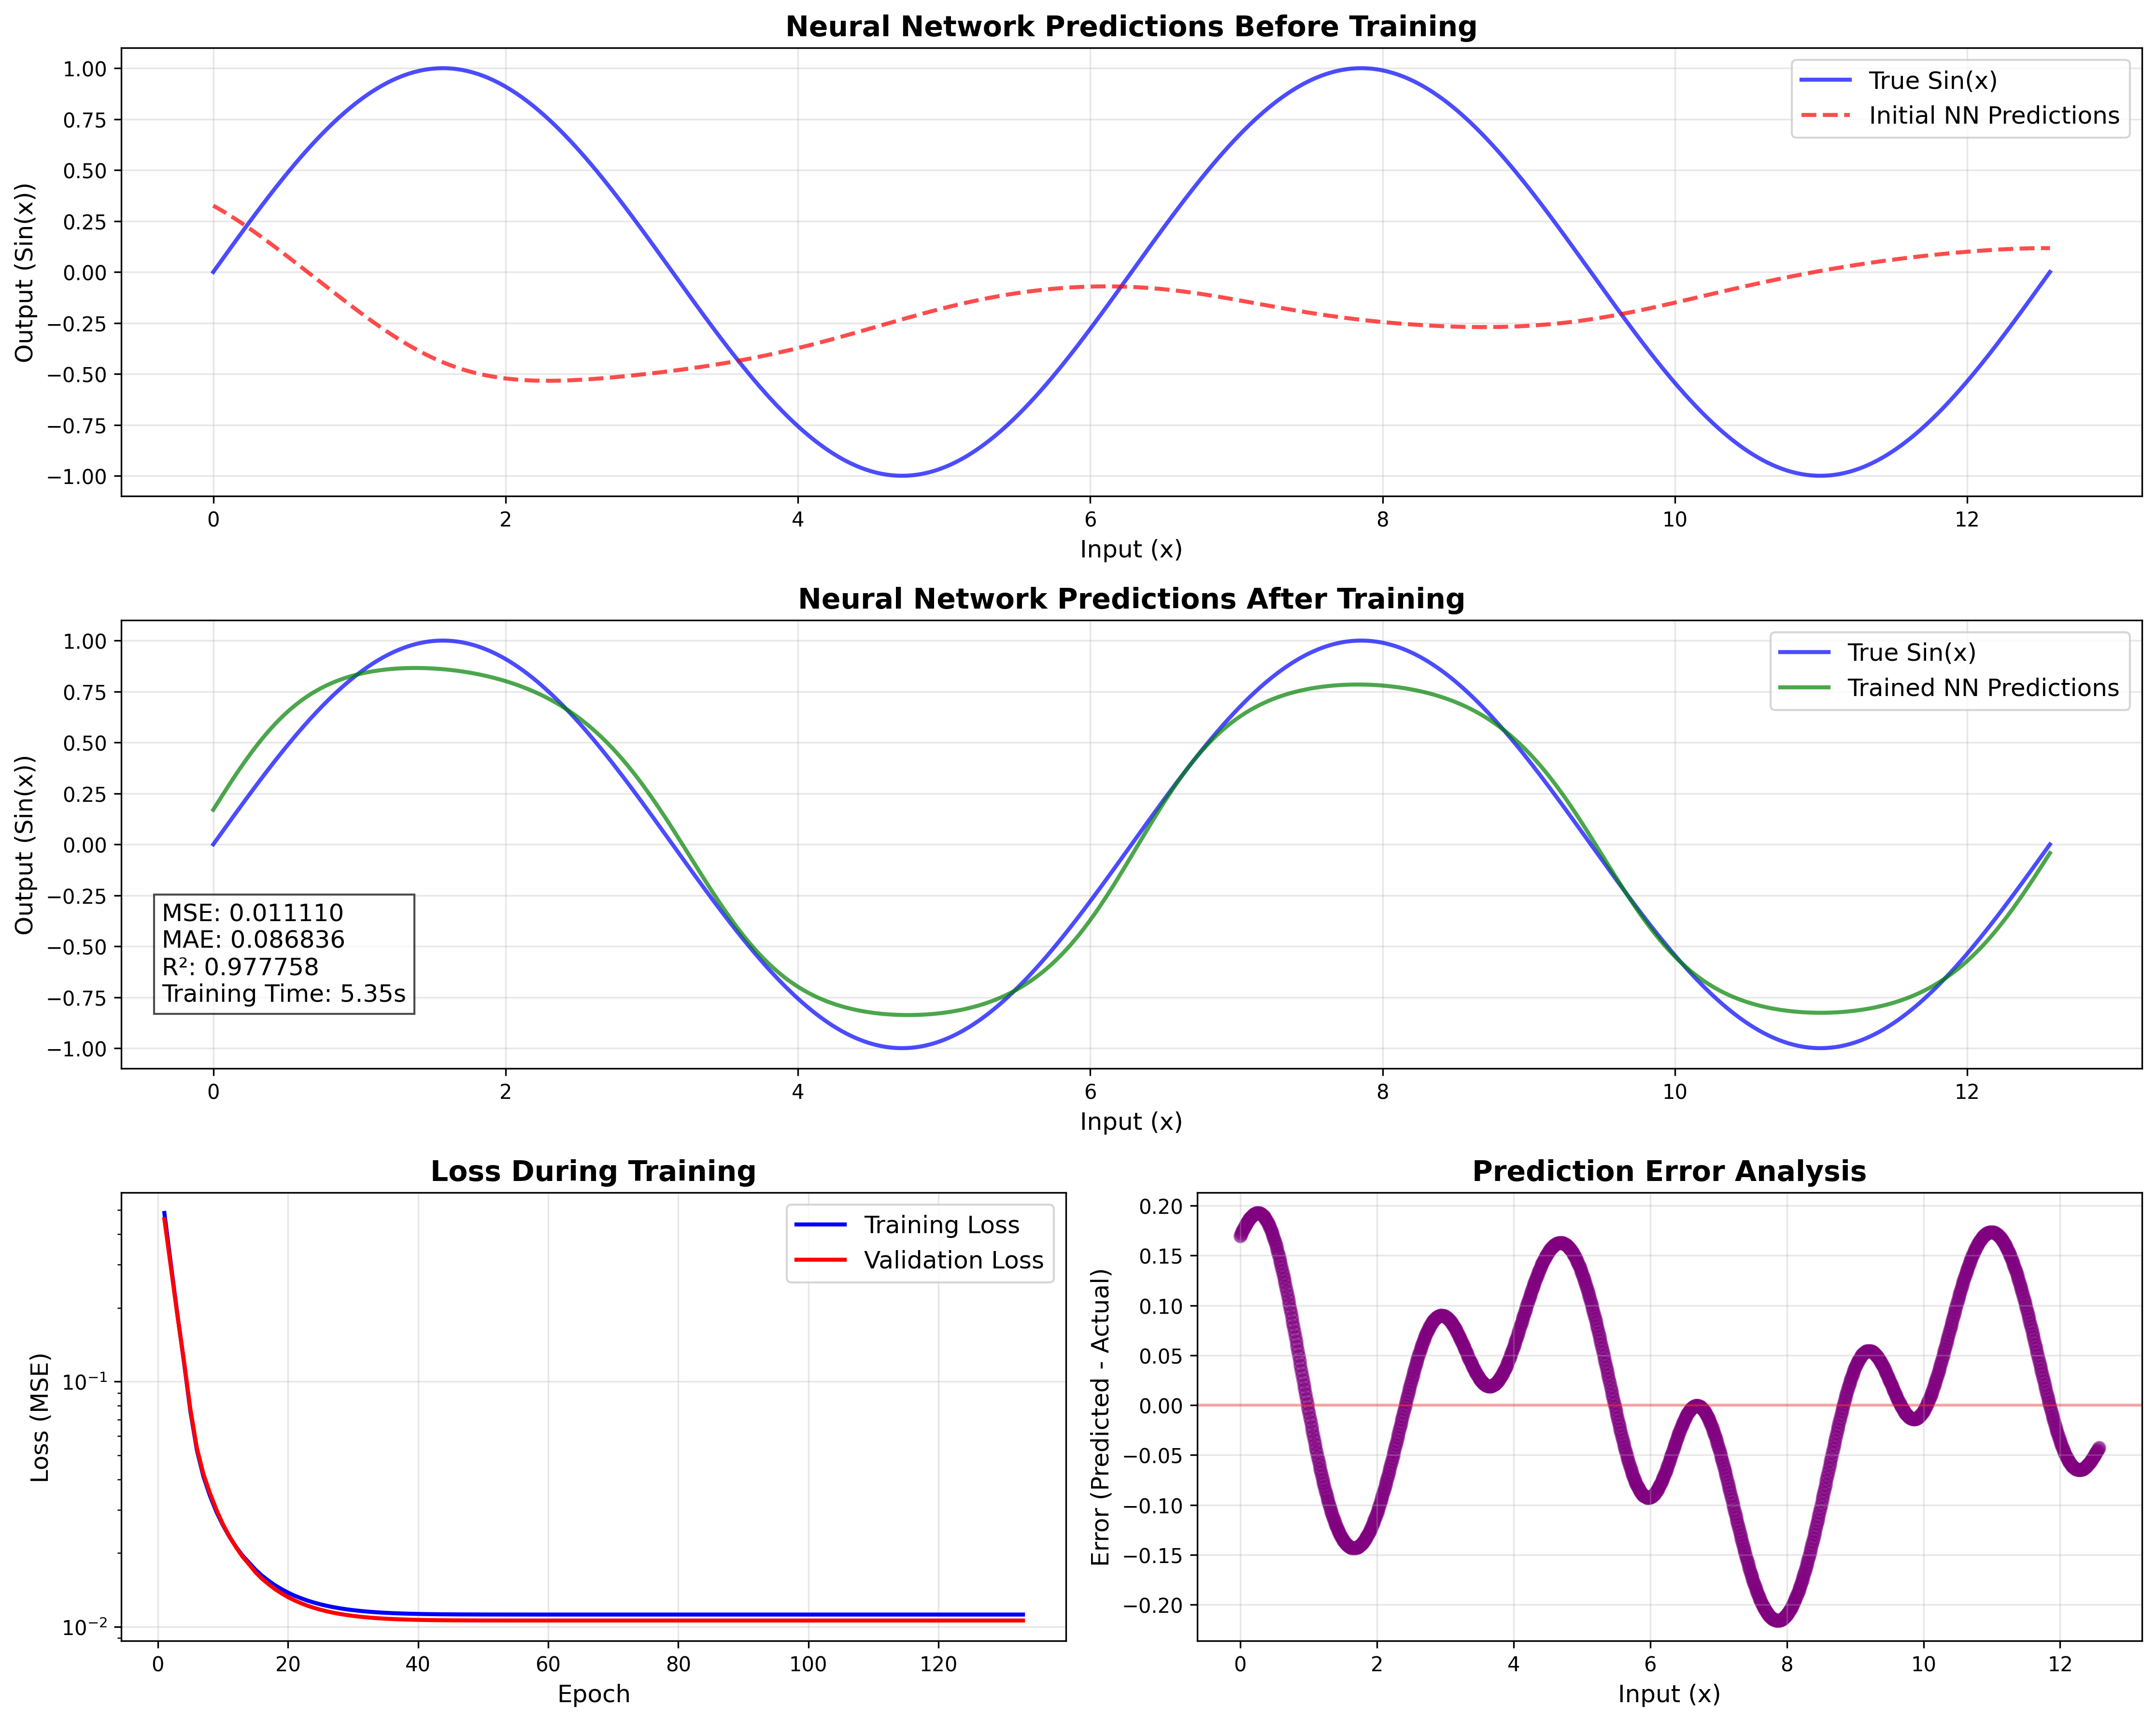 Neural Network Predictions Before Training
True Sin(x)
Initial NN Predictions
1.00
0.75
0.50
0.25
0.00
−0.25
−0.50
−0.75
−1.00
Output (Sin(x))
0 2 4 6 8 10 12
Input (x)
Neural Network Predictions After Training
True Sin(x)
Trained NN Predictions
1.00
0.75
0.50
0.25
0.00
−0.25
−0.50
−0.75
−1.00
Output (Sin(x))
MSE: 0.011110
MAE: 0.086836
R²: 0.977758
Training Time: 5.35s
0 2 4 6 8 10 12
Input (x)
Loss During Training
Training Loss
Validation Loss
10⁻¹
10⁻²
Loss (MSE)
0 20 40 60 80 100 120
Epoch
Prediction Error Analysis
0.20
0.15
0.10
0.05
0.00
−0.05
−0.10
−0.15
−0.20
Error (Predicted - Actual)
0 2 4 6 8 10 12
Input (x)